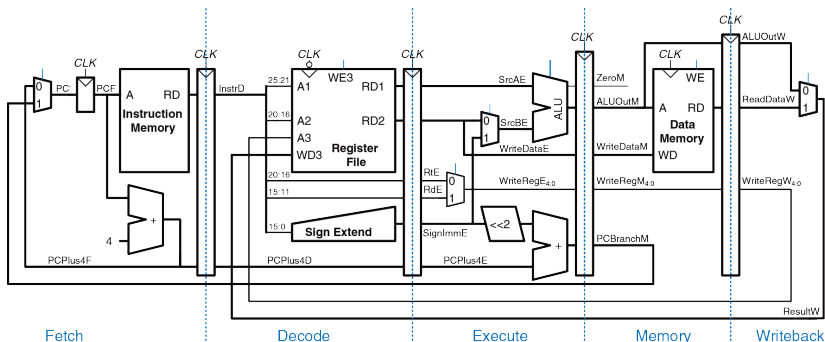 CLK
CLK
CLK
CLK
CLK
CLK
CLK
ALUOutW
0
1
PC'
PCF
A RD
Instruction
Memory
InstrD
25:21
A1
WE3
RD1
20:16
A2
RD2
A3
WD3
Register
File
20:16
RtE
15:11
RdE
0
1
15:0
Sign Extend
SignImmE
SrcAE
0
1
SrcBE
ALU
ZeroM
ALUOutM
WriteDataE
WriteDataM
WriteRegE4:0
WriteRegM4:0
WriteRegW4:0
WE
A RD
Data
Memory
WD
ReadDataW
0
1
4
+
<<2
+
PCBranchM
PCPlus4F
PCPlus4D
PCPlus4E
ResultW
Fetch
Decode
Execute
Memory
Writeback